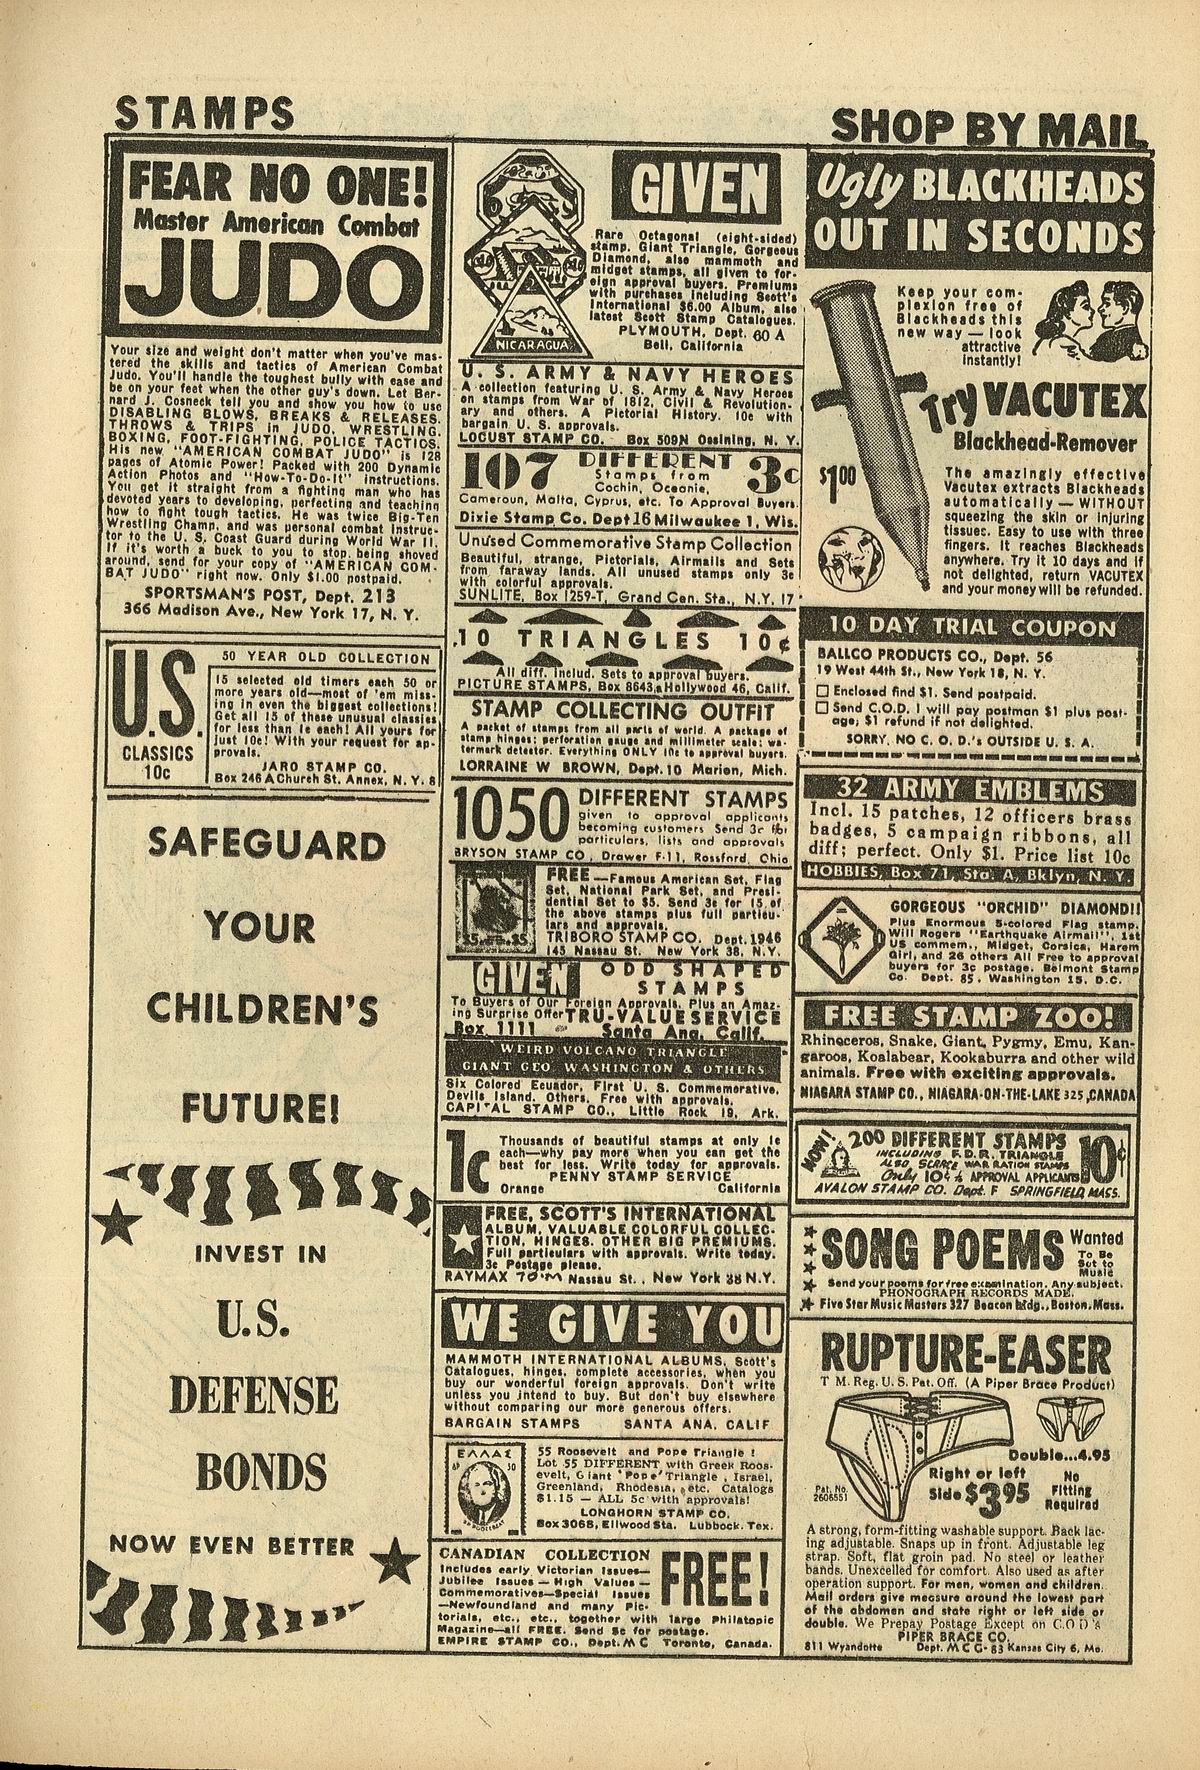 STAMPS
SHOP BY MAIL
FEAR NO ONE!
Master American Combat
JUDO
Your size and weight don't matter when you've mas-
tered the skills and tactics of American Combat
Judo. You'll handle the toughest bully with ease and
be on your feet when the other guy's down. Let Ber-
nard J. Cosneck tell you and show you how to use
DISABLING BLOWS, BREAKS & RELEASES,
THROWS & TRIPS in JUDO, WRESTLING,
BOXING, FOOT-FIGHTING, POLICE TACTICS.
His new "AMERICAN COMBAT JUDO" is 128
pages of Atomic Power! Packed with 200 Dynamic
Action Photos and "How-To-Do-It" instructions.
You get it straight from a fighting man who has
devoted years to developing, perfecting and teaching
how to fight tough tactics. He was twice Big-Ten
Wrestling Champ, and was personal combat Instruc-
tor to the U. S. Coast Guard during World War II.
If it's worth a buck to you to stop being shoved
around, send for your copy of "AMERICAN COM-
BAT JUDO" right now. Only $1.00 postpaid.
SPORTSMAN'S POST, Dept. 213
366 Madison Ave., New York 17, N. Y.
U.S.
CLASSICS
10c
50 YEAR OLD COLLECTION
15 selected old timers each 50 or
more years old—most of 'em miss-
ing in even the biggest collections!
Get all 15 of these unusual classics
for less than 1c each! All yours for
just 10c! With your request for ap-
provals.
JARO STAMP CO.
Box 246 A Church St. Annex, N. Y. 8
SAFEGUARD
YOUR
CHILDREN'S
FUTURE!
INVEST IN
U.S.
DEFENSE
BONDS
NOW EVEN BETTER
NICARAGUA
GIVEN
Rare Octagonal (eight-sided)
stamp. Giant Triangle, Gorgeous
Diamond, also mammoth and
midget stamps, all given to for-
eign approval buyers. Premiums
with purchases including Scott's
International $6.00 Album, also
latest Scott Stamp Catalogues.
PLYMOUTH, Dept. 60 A
Bell, California
U. S. ARMY & NAVY HEROES
A collection featuring U. S. Army & Navy Heroes
on stamps from War of 1812, Civil & Revolution-
ary and others. A Pictorial History. 10c with
bargain U. S. approvals.
LOCUST STAMP CO. Box 509N Ossining, N. Y.
107 DIFFERENT 3c
Stamps from
Cochin, Oceanie,
Cameroun, Malta, Cyprus, etc. To Approval Buyers.
Dixie Stamp Co. Dept 16 Milwaukee 1, Wis.
Unused Commemorative Stamp Collection
Beautiful, strange, Pictorials, Airmails and Sets
from faraway lands. All unused stamps only 3c
with colorful approvals.
SUNLITE, Box 1259-T, Grand Cen. Sta., N.Y. 17
10 TRIANGLES 10¢
All diff. Includ. Sets to approval buyers.
PICTURE STAMPS, Box 8643, Hollywood 46, Calif.
STAMP COLLECTING OUTFIT
A packet of stamps from all parts of world. A package of
stamp hinges; perforation gauge and millimeter scale; wa-
termark detector. Everything ONLY 10c to approval buyers.
LORRAINE W BROWN, Dept. 10 Marion, Mich.
1050 DIFFERENT STAMPS
given to approval applicants
becoming customers Send 3c for
particulars, lists and approvals
BRYSON STAMP CO., Drawer F-11, Rossford, Ohio
FREE—Famous American Set, Flag
Set, National Park Set, and Presi-
dential Set to $5. Send 3c for 15 of
the above stamps plus full particu-
lars and approvals.
TRIBORO STAMP CO. Dept. 1946
145 Nassau St. New York 38, N.Y.
GIVEN ODD SHAPED
STAMPS
To Buyers of Our Foreign Approvals. Plus an Amaz-
ing Surprise Offer TRU-VALUE SERVICE
Box 1111 Santa Ana, Calif.
WEIRD VOLCANO TRIANGLE
GIANT GEO WASHINGTON & OTHERS
Six Colored Ecuador, First U. S. Commemorative,
Devils Island. Others. Free with approvals.
CAPITAL STAMP CO., Little Rock 19, Ark.
1c
Thousands of beautiful stamps at only 1c
each—why pay more when you can get the
best for less. Write today for approvals.
PENNY STAMP SERVICE
Orange California
FREE, SCOTT'S INTERNATIONAL
ALBUM, VALUABLE COLORFUL COLLEC-
TION, HINGES. OTHER BIG PREMIUMS.
Full particulars with approvals. Write today.
3c Postage please.
RAYMAX 70-M Nassau St., New York 38 N.Y.
WE GIVE YOU
MAMMOTH INTERNATIONAL ALBUMS, Scott's
Catalogues, hinges, complete accessories, when you
buy our wonderful foreign approvals. Don't write
unless you intend to buy. But don't buy elsewhere
without comparing our more generous offers.
BARGAIN STAMPS SANTA ANA, CALIF
ΕΛΛΑΣ
55 Roosevelt and Pope Triangle !
Lot 55 DIFFERENT with Greek Roos-
evelt, Giant 'Pope' Triangle, Israel,
Greenland, Rhodesia, etc. Catalogs
$1.15 — ALL 5c with approvals!
LONGHORN STAMP CO.
Box 3068, Ellwood Sta. Lubbock, Tex.
CANADIAN COLLECTION FREE!
Includes early Victorian Issues—
Jubilee Issues — High Values —
Commemoratives—Special Issues
—Newfoundland and many Pic-
torials, etc., etc., together with large Philatopic
Magazine—all FREE. Send 5c for postage.
EMPIRE STAMP CO., Dept. MC Toronto, Canada.
Ugly BLACKHEADS
OUT IN SECONDS
Keep your com-
plexion free of
Blackheads this
new way — look
attractive
instantly!
Try VACUTEX
Blackhead-Remover
$1.00
The amazingly effective
Vacutex extracts Blackheads
automatically — WITHOUT
squeezing the skin or injuring
tissues. Easy to use with three
fingers. It reaches Blackheads
anywhere. Try it 10 days and if
not delighted, return VACUTEX
and your money will be refunded.
10 DAY TRIAL COUPON
BALLCO PRODUCTS CO., Dept. 56
19 West 44th St., New York 18, N. Y.
Enclosed find $1. Send postpaid.
Send C.O.D. I will pay postman $1 plus post-
age; $1 refund if not delighted.
SORRY, NO C. O. D.'s OUTSIDE U. S. A.
32 ARMY EMBLEMS
Incl. 15 patches, 12 officers brass
badges, 5 campaign ribbons, all
diff; perfect. Only $1. Price list 10c
HOBBIES, Box 71, Sta. A, Bklyn, N. Y.
GORGEOUS "ORCHID" DIAMOND!!
Plus Enormous 5-colored Flag stamp,
Will Rogers "Earthquake Airmail", 1st
US commem., Midget, Corsica, Harem
Girl, and 26 others All Free to approval
buyers for 3c postage. Belmont Stamp
Co. Dept. 85, Washington 15, D.C.
FREE STAMP ZOO!
Rhinoceros, Snake, Giant, Pygmy, Emu, Kan-
garoos, Koalabear, Kookaburra and other wild
animals. Free with exciting approvals.
NIAGARA STAMP CO., NIAGARA-ON-THE-LAKE 325, CANADA
NOW! 200 DIFFERENT STAMPS 10¢
INCLUDING F.D.R. TRIANGLE
ALSO SCARCE WAR RATION STAMPS
Only 10¢ to APPROVAL APPLICANTS
AVALON STAMP CO. Dept. F SPRINGFIELD, MASS.
SONG POEMS Wanted
To Be
Set to
Music
Send your poems for free examination. Any subject.
PHONOGRAPH RECORDS MADE.
Five Star Music Masters 327 Beacon bldg., Boston, Mass.
RUPTURE-EASER
T. M. Reg. U. S. Pat. Off. (A Piper Brace Product)
Double...4.95
Right or left
Side $3.95
No
Fitting
Required
Pat. No.
2606551
A strong, form-fitting washable support. Back lac-
ing adjustable. Snaps up in front. Adjustable leg
strap. Soft, flat groin pad. No steel or leather
bands. Unexcelled for comfort. Also used as after
operation support. For men, women and children.
Mail orders give measure around the lowest part
of the abdomen and state right or left side or
double. We Prepay Postage Except on C.O.D's
PIPER BRACE CO.
811 Wyandotte Dept. MCG-83 Kansas City 6, Mo.